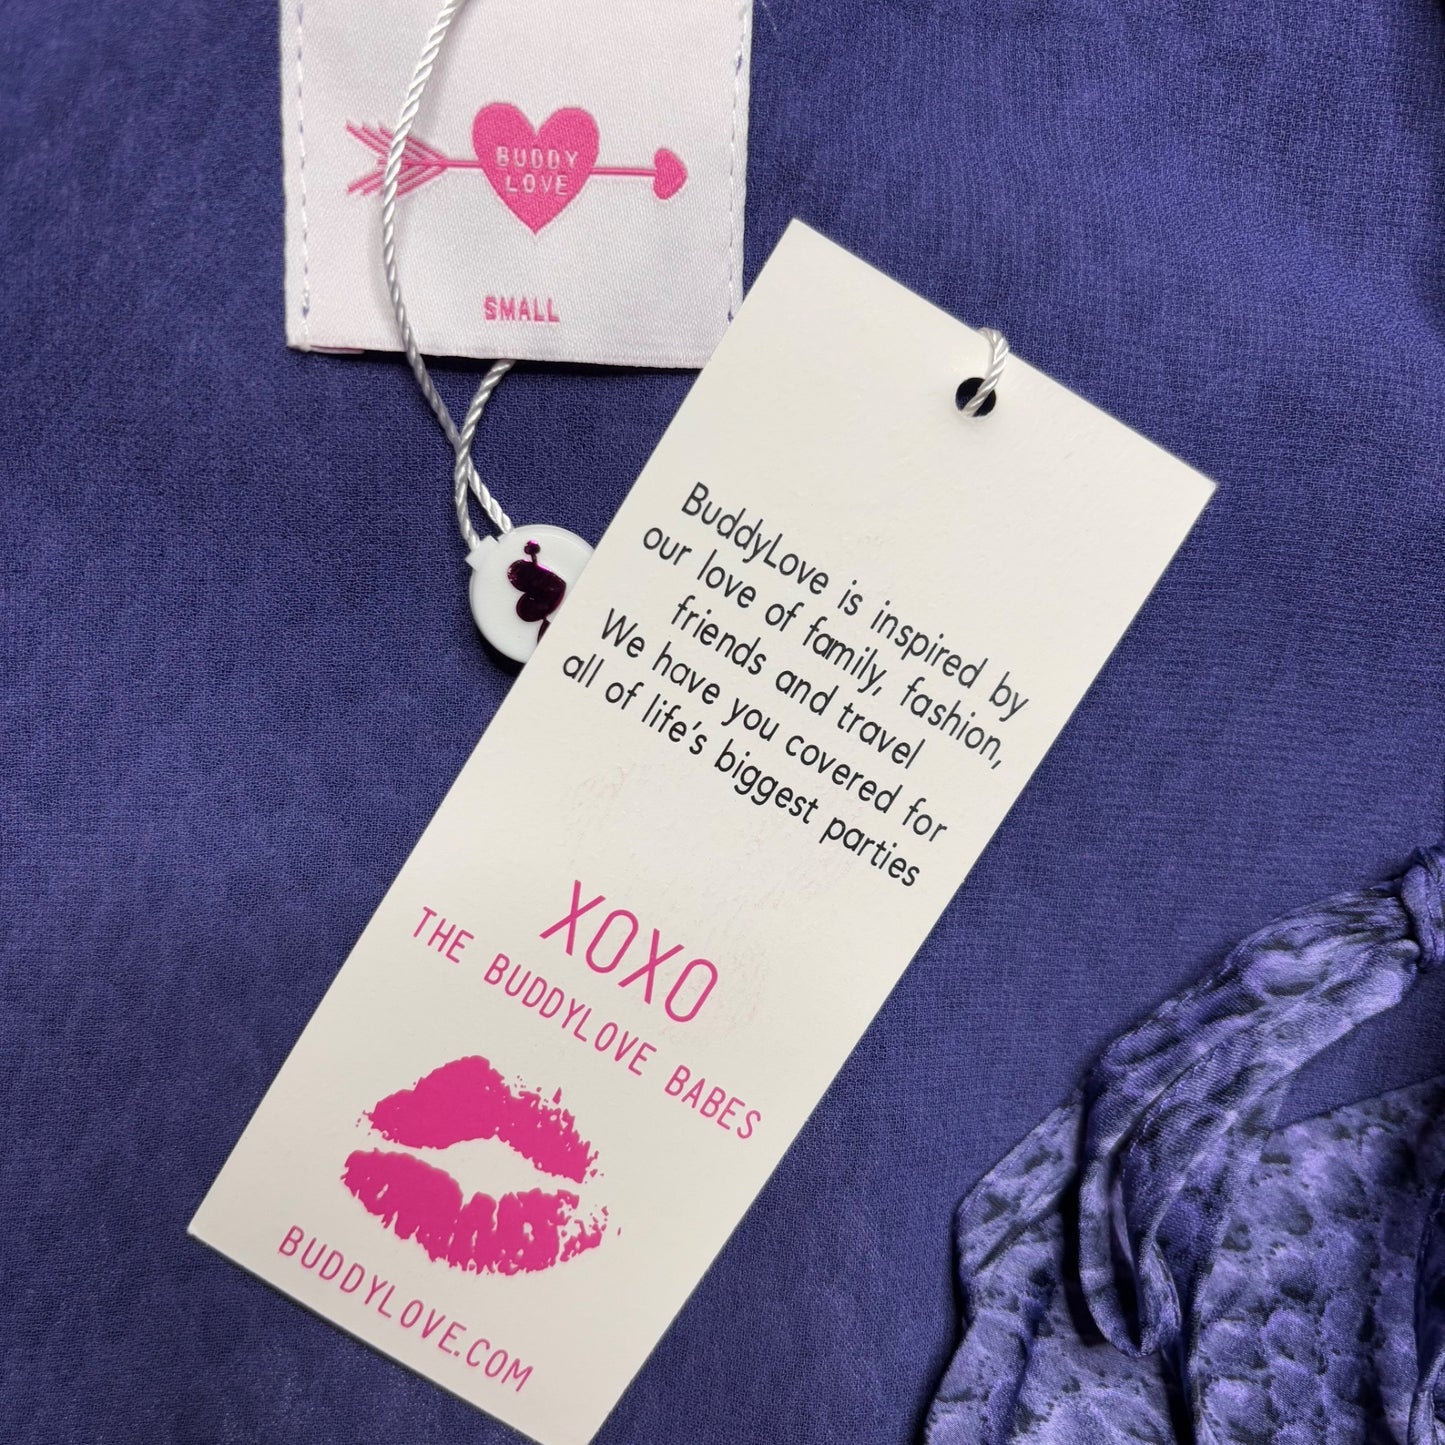 BUDDY
LOVE
SMALL
BuddyLove is inspired by
our love of family, fashion,
friends and travel
We have you covered for
all of life's biggest parties
XOXO
THE BUDDYLOVE BABES
BUDDYLOVE.COM